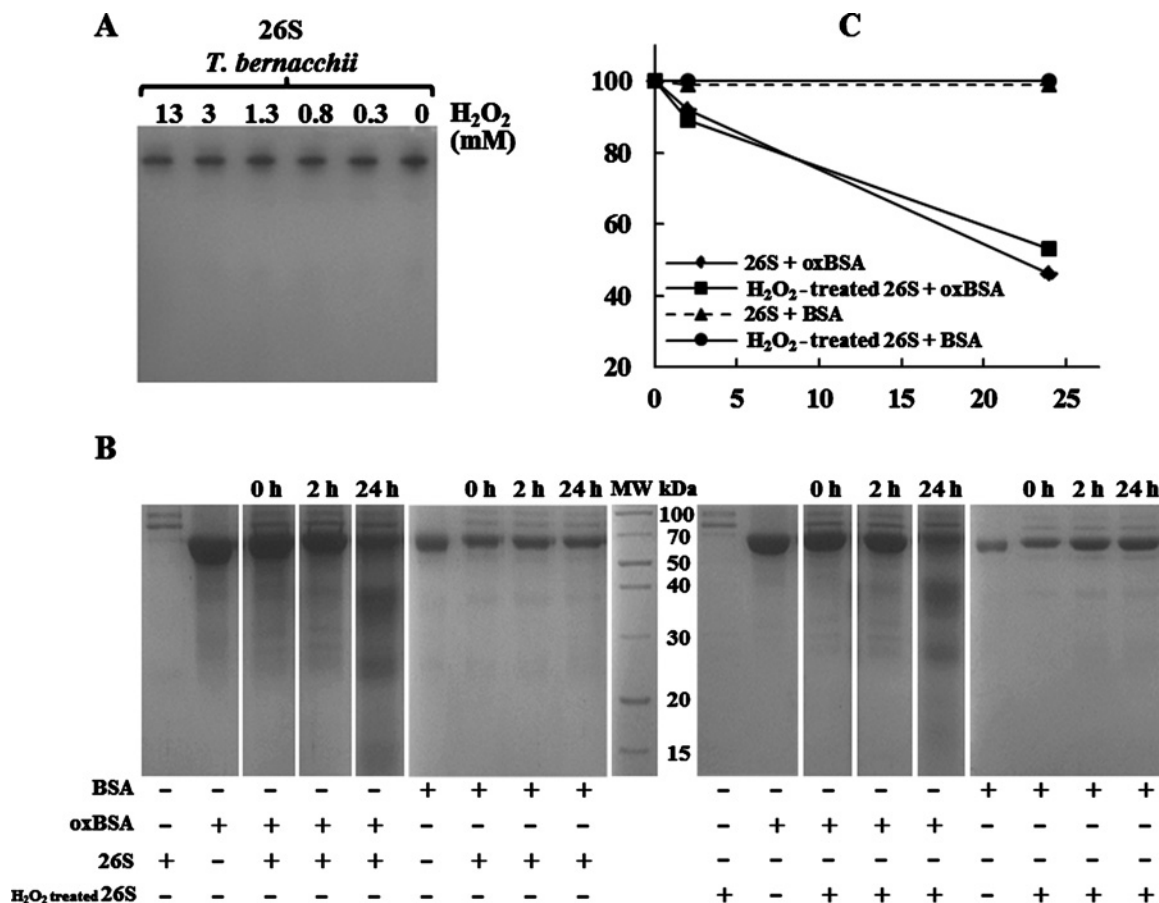 A
26S
T. bernacchii
13 3 1.3 0.8 0.3 0 H₂O₂
(mM)
C
100
80
60
40
20
0 5 10 15 20 25
26S + oxBSA
H₂O₂-treated 26S + oxBSA
26S + BSA
H₂O₂-treated 26S + BSA
B
0 h 2 h 24 h 0 h 2 h 24 h MW kDa 0 h 2 h 24 h 0 h 2 h 24 h
100
70
50
40
30
20
15
BSA – – – – – + + + + – – – – – + + + +
oxBSA – + + + + – – – – – + + + + – – – –
26S + – + + + – + + + – – – – – – – – –
H₂O₂ treated 26S – – – – – – – – – + – + + + – + + +